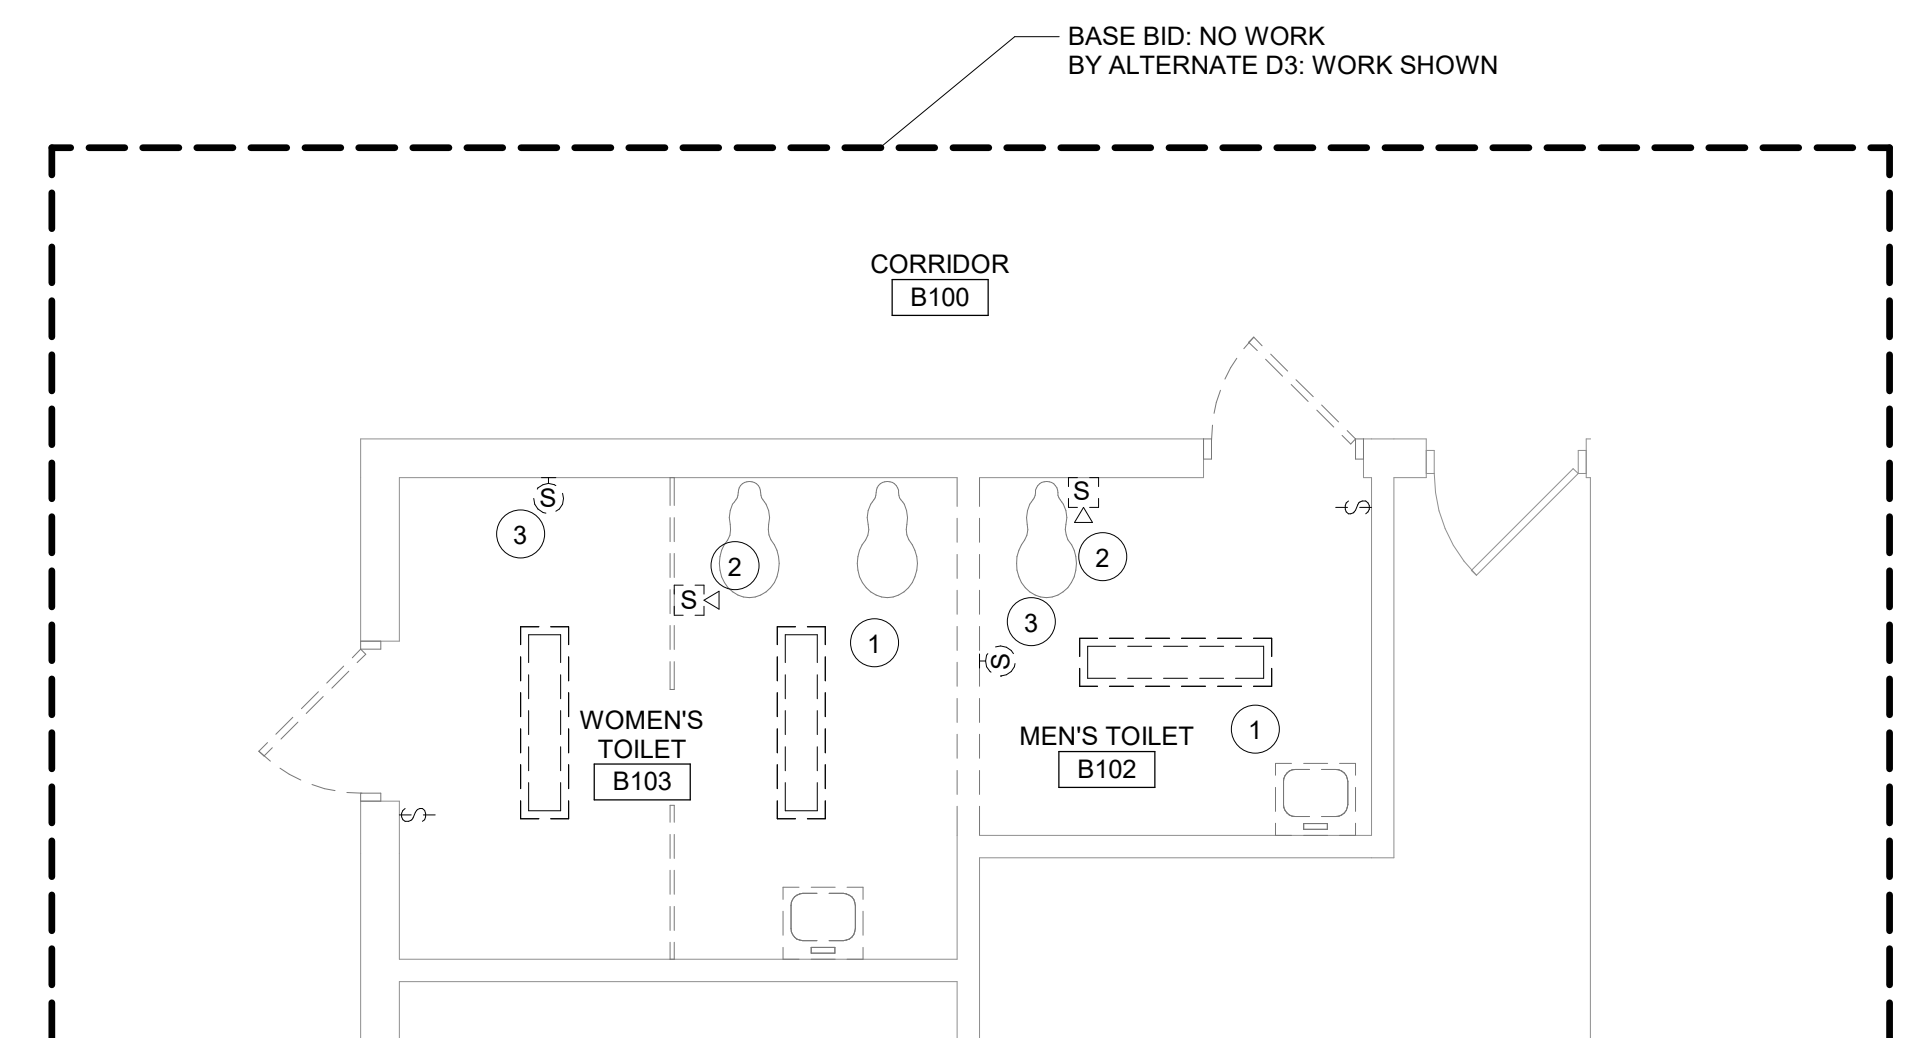 BASE BID: NO WORK
BY ALTERNATE D3: WORK SHOWN
CORRIDOR
B100
S
3
2
S
1
S
2
3
S
S
WOMEN'S
TOILET
B103
MEN'S TOILET
B102
1
S